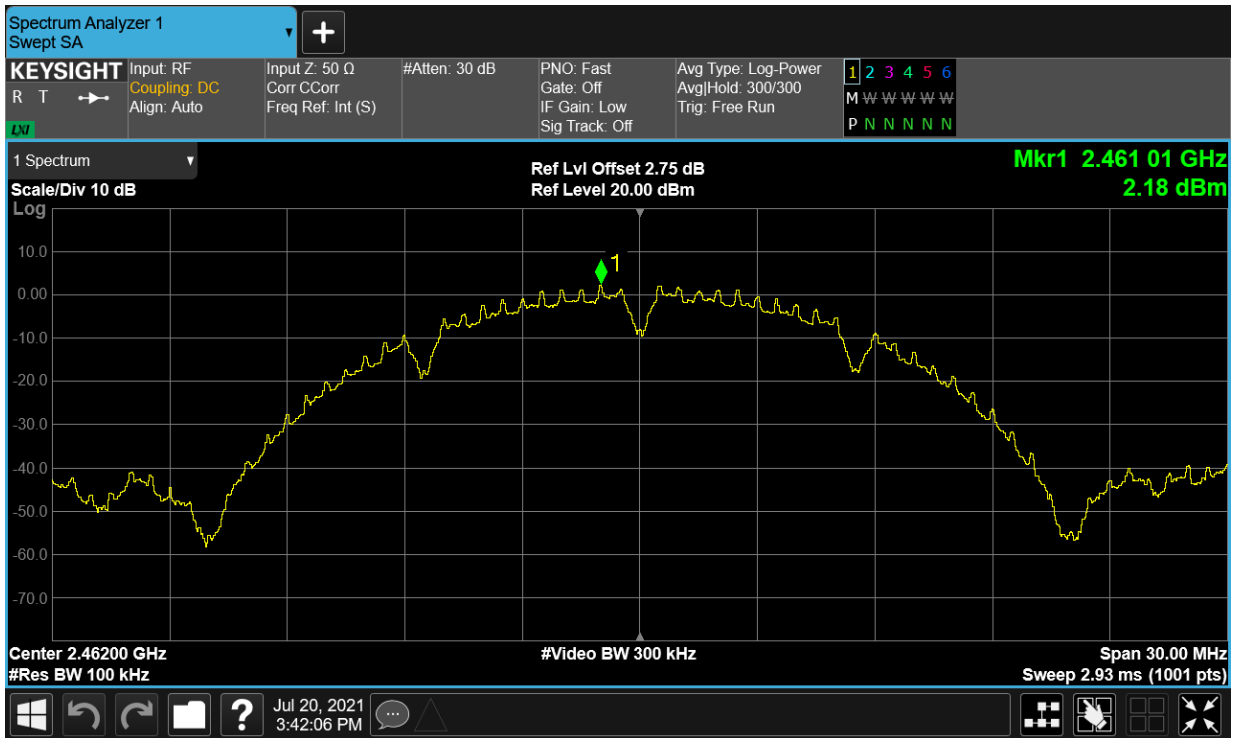 Spectrum Analyzer 1
Swept SA
+
KEYSIGHT
R T
LXI
Input: RF
Coupling: DC
Align: Auto
Input Z: 50 Ω
Corr CCorr
Freq Ref: Int (S)
#Atten: 30 dB
PNO: Fast
Gate: Off
IF Gain: Low
Sig Track: Off
Avg Type: Log-Power
Avg|Hold: 300/300
Trig: Free Run
1 2 3 4 5 6
M W W W W W
P N N N N N N
1 Spectrum
Scale/Div 10 dB
Log
Ref Lvl Offset 2.75 dB
Ref Level 20.00 dBm
Mkr1 2.461 01 GHz
2.18 dBm
1
10.0
0.00
-10.0
-20.0
-30.0
-40.0
-50.0
-60.0
-70.0
Center 2.46200 GHz
#Res BW 100 kHz
#Video BW 300 kHz
Span 30.00 MHz
Sweep 2.93 ms (1001 pts)
?
Jul 20, 2021
3:42:06 PM